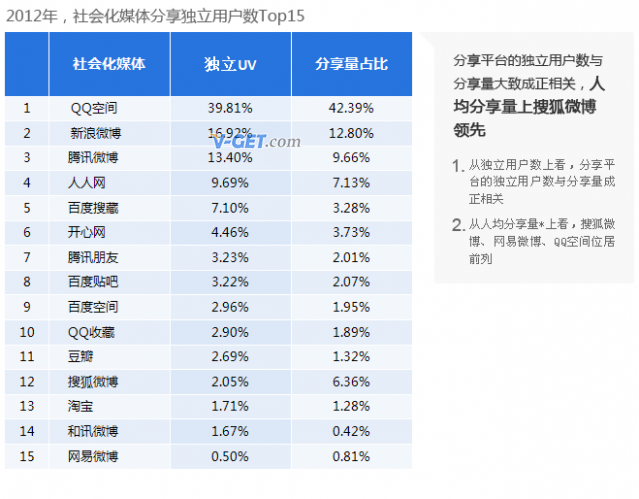 2012年，社会化媒体分享独立用户数Top15
社会化媒体 独立UV 分享量占比
1 QQ空间 39.81% 42.39%
2 新浪微博 16.92% 12.80%
V-GET.com
3 腾讯微博 13.40% 9.66%
4 人人网 9.69% 7.13%
5 百度搜藏 7.10% 3.28%
6 开心网 4.46% 3.73%
7 腾讯朋友 3.23% 2.01%
8 百度贴吧 3.22% 2.07%
9 百度空间 2.96% 1.95%
10 QQ收藏 2.90% 1.89%
11 豆瓣 2.69% 1.32%
12 搜狐微博 2.05% 6.36%
13 淘宝 1.71% 1.28%
14 和讯微博 1.67% 0.42%
15 网易微博 0.50% 0.81%
分享平台的独立用户数与
分享量大致成正相关，人
均分享量上搜狐微博
领先
1. 从独立用户数上看，分享平
台的独立用户数与分享量成
正相关
2. 从人均分享量*上看，搜狐微
博、网易微博、QQ空间位居
前列